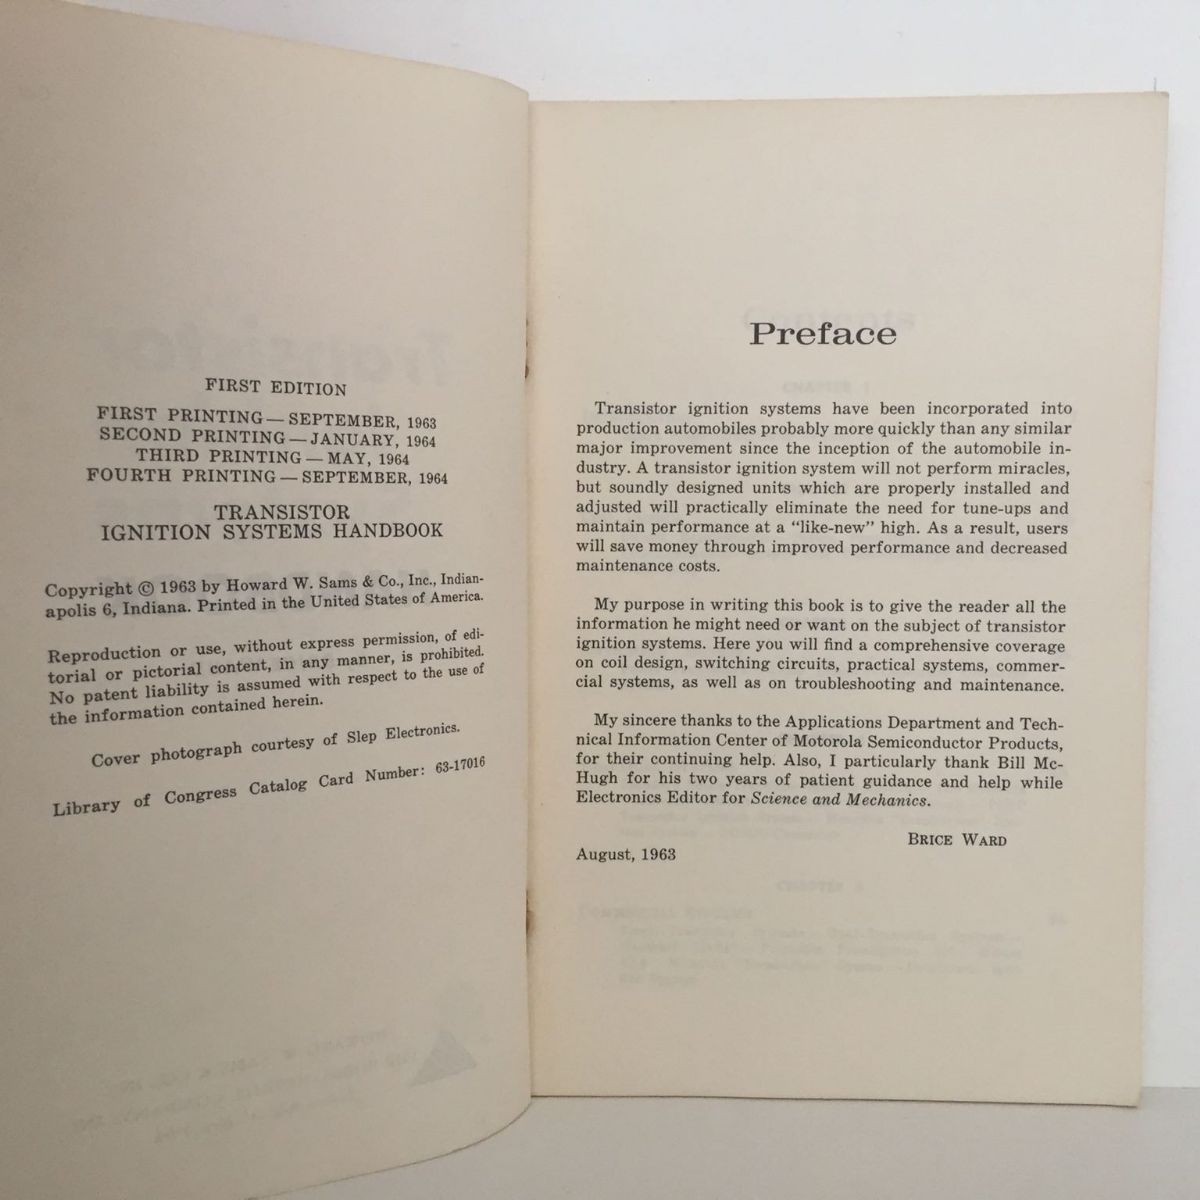 FIRST EDITION
FIRST PRINTING — SEPTEMBER, 1963
SECOND PRINTING — JANUARY, 1964
THIRD PRINTING — MAY, 1964
FOURTH PRINTING — SEPTEMBER, 1964
TRANSISTOR
IGNITION SYSTEMS HANDBOOK
Copyright © 1963 by Howard W. Sams & Co., Inc., Indian-
apolis 6, Indiana. Printed in the United States of America.
Reproduction or use, without express permission, of edi-
torial or pictorial content, in any manner, is prohibited.
No patent liability is assumed with respect to the use of
the information contained herein.
Cover photograph courtesy of Slep Electronics.
Library of Congress Catalog Card Number: 63-17016
Preface
Transistor ignition systems have been incorporated into
production automobiles probably more quickly than any similar
major improvement since the inception of the automobile in-
dustry. A transistor ignition system will not perform miracles,
but soundly designed units which are properly installed and
adjusted will practically eliminate the need for tune-ups and
maintain performance at a “like-new” high. As a result, users
will save money through improved performance and decreased
maintenance costs.
My purpose in writing this book is to give the reader all the
information he might need or want on the subject of transistor
ignition systems. Here you will find a comprehensive coverage
on coil design, switching circuits, practical systems, commer-
cial systems, as well as on troubleshooting and maintenance.
My sincere thanks to the Applications Department and Tech-
nical Information Center of Motorola Semiconductor Products,
for their continuing help. Also, I particularly thank Bill Mc-
Hugh for his two years of patient guidance and help while
Electronics Editor for Science and Mechanics.
BRICE WARD
August, 1963